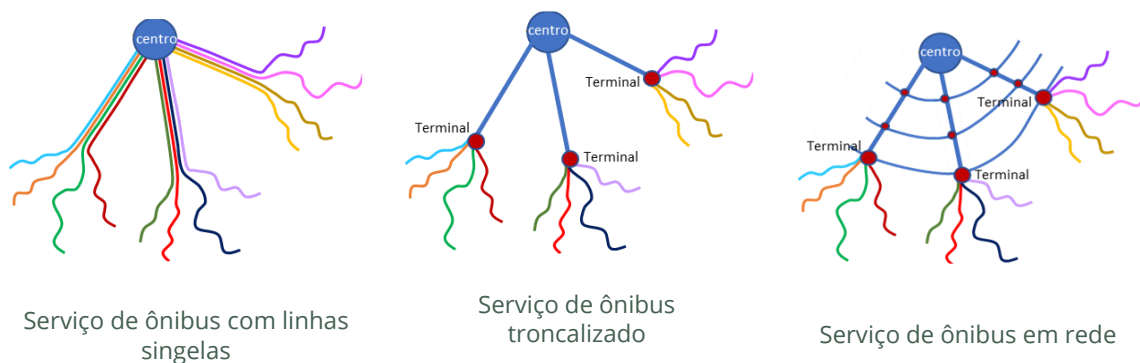 centro
Serviço de ônibus com linhas
singelas
centro
Terminal
Terminal
Terminal
Serviço de ônibus
troncalizado
centro
Terminal
Terminal
Terminal
Serviço de ônibus em rede